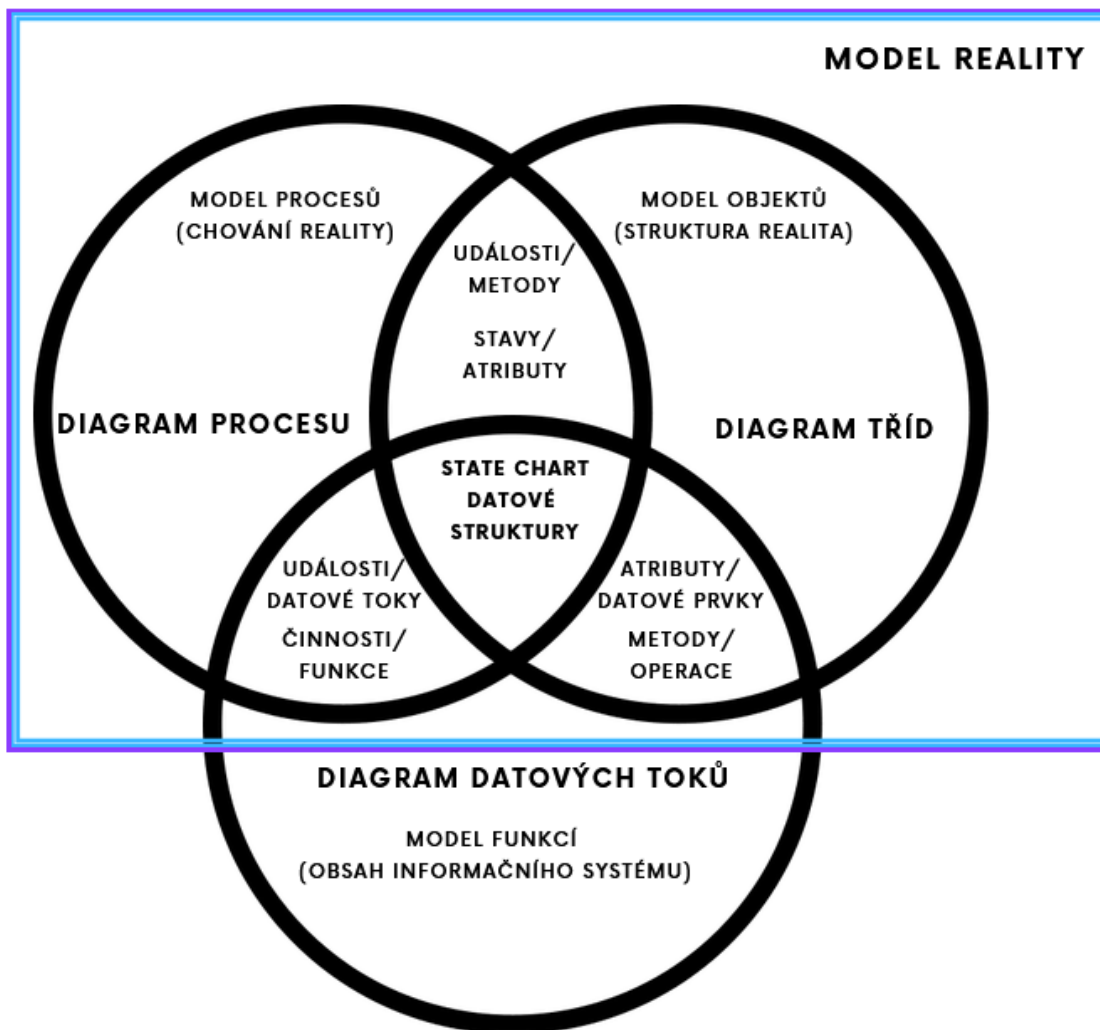 MODEL REALITY
MODEL PROCESŮ
(CHOVÁNÍ REALITY)
MODEL OBJEKTŮ
(STRUKTURA REALITA)
UDÁLOSTI/
METODY
STAVY/
ATRIBUTY
DIAGRAM PROCESU
DIAGRAM TŘÍD
STATE CHART
DATOVÉ
STRUKTURY
UDÁLOSTI/
DATOVÉ TOKY
ČINNOSTI/
FUNKCE
ATRIBUTY/
DATOVÉ PRVKY
METODY/
OPERACE
DIAGRAM DATOVÝCH TOKŮ
MODEL FUNKCÍ
(OBSAH INFORMAČNÍHO SYSTÉMU)